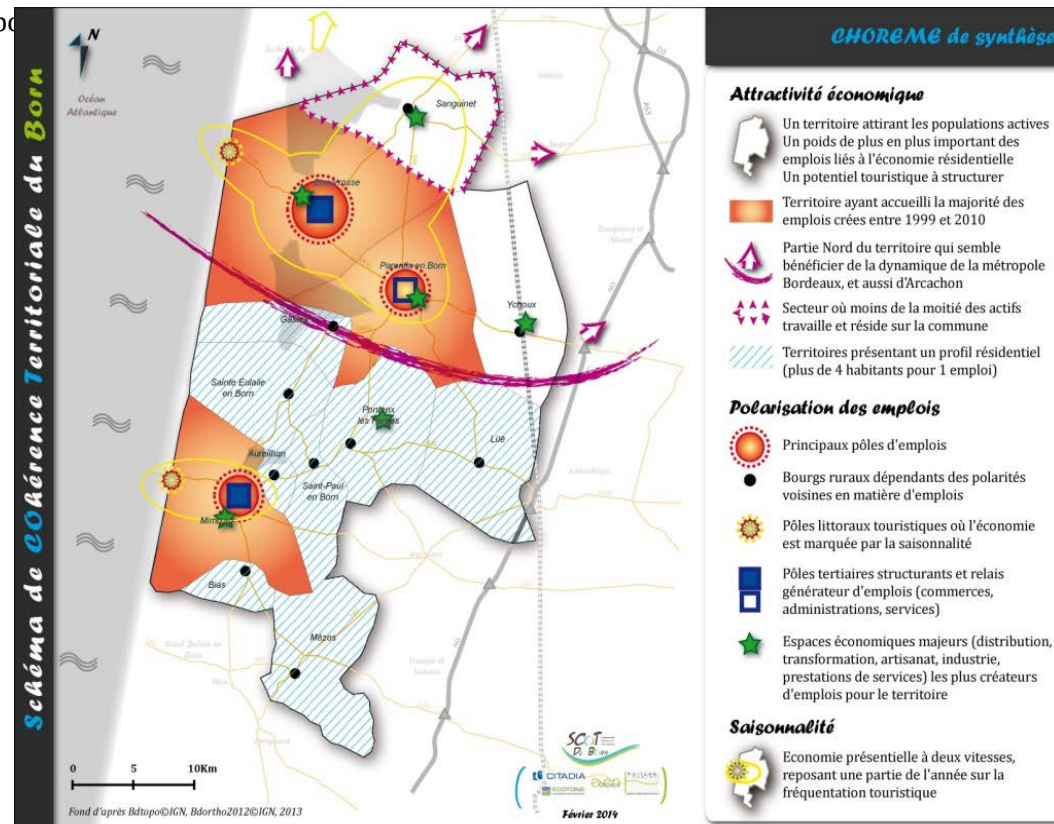 Schéma de COhérence Territoriale du Born
N
Océan
Atlantique
Sanguinet
Biscarrosse
Parentis en Born
Ychoux
Gastes
Sainte Eulalie
en Born
Pontenx
les Forges
Lüe
Aureilhan
Saint-Paul
en Born
Mimizan
Bias
Mézos
0 5 10Km
Fond d'après Bdtopo©IGN, Bdortho2012©IGN, 2013
SCOT
Du Born
CITADIA
ECOTONE
Février 2014
CHOREME de synthèse
Attractivité économique
Un territoire attirant les populations actives
Un poids de plus en plus important des
emplois liés à l'économie résidentielle
Un potentiel touristique à structurer
Territoire ayant accueilli la majorité des
emplois crées entre 1999 et 2010
Partie Nord du territoire qui semble
bénéficier de la dynamique de la métropole
Bordeaux, et aussi d'Arcachon
Secteur où moins de la moitié des actifs
travaille et réside sur la commune
Territoires présentant un profil résidentiel
(plus de 4 habitants pour 1 emploi)
Polarisation des emplois
Principaux pôles d'emplois
Bourgs ruraux dépendants des polarités
voisines en matière d'emplois
Pôles littoraux touristiques où l'économie
est marquée par la saisonnalité
Pôles tertiaires structurants et relais
générateur d'emplois (commerces,
administrations, services)
Espaces économiques majeurs (distribution,
transformation, artisanat, industrie,
prestations de services) les plus créateurs
d'emplois pour le territoire
Saisonnalité
Economie présentielle à deux vitesses,
reposant une partie de l'année sur la
fréquentation touristique